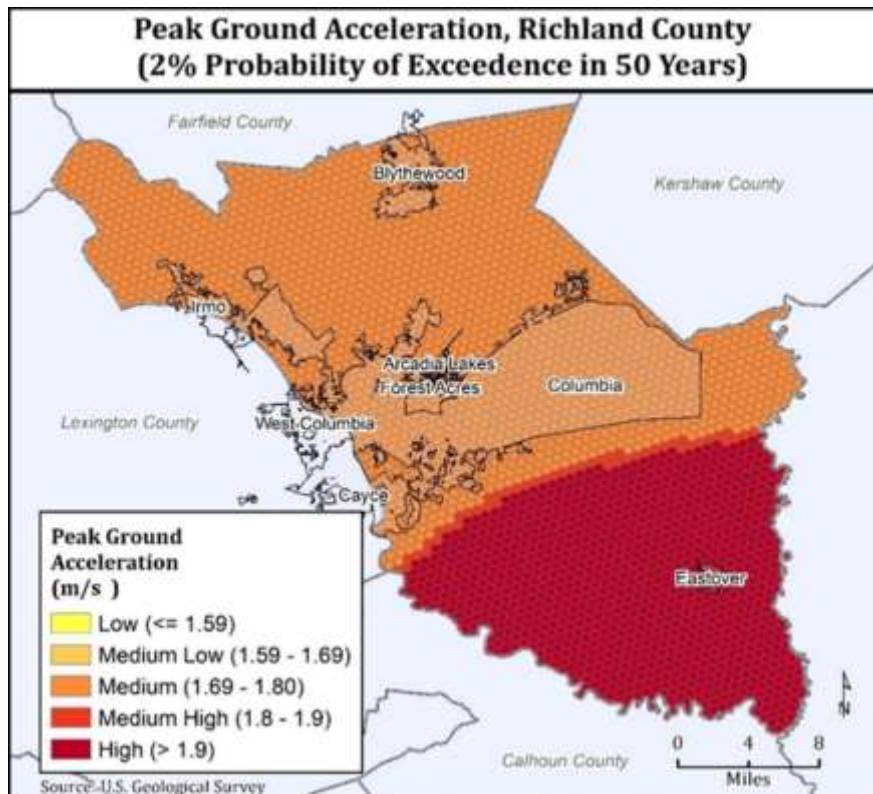 Peak Ground Acceleration, Richland County
(2% Probability of Exceedence in 50 Years)
Fairfield County
Blythewood
Kershaw County
Irmo
Arcadia Lakes
Forest Acres
Columbia
West Columbia
Lexington County
Cayce
Eastover
Calhoun County
Peak Ground
Acceleration
(m/s )
Low (<= 1.59)
Medium Low (1.59 - 1.69)
Medium (1.69 - 1.80)
Medium High (1.8 - 1.9)
High (> 1.9)
Source: U.S. Geological Survey
N
0 4 8
Miles